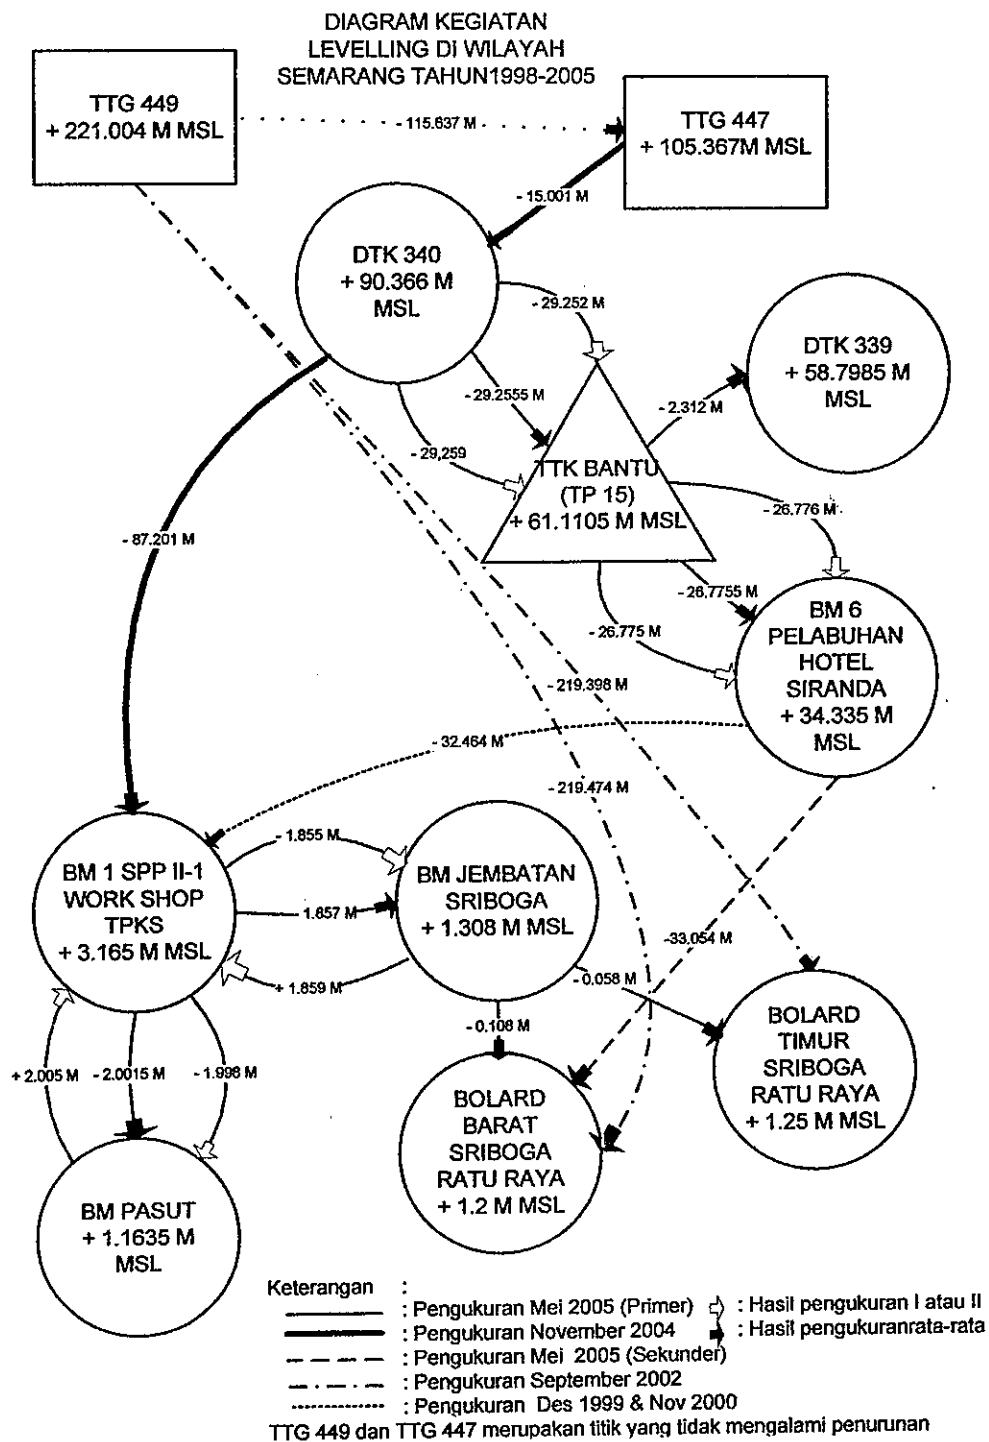 DIAGRAM KEGIATAN
LEVELLING DI WILAYAH
SEMARANG TAHUN1998-2005
TTG 449
+ 221.004 M MSL
- 115.637 M
TTG 447
+ 105.367M MSL
- 15.001 M
DTK 340
+ 90.366 M
MSL
- 29.252 M
DTK 339
+ 58.7985 M
MSL
- 29.2555 M
- 2.312 M
- 29,259
TTK BANTU
(TP 15)
+ 61.1105 M MSL
- 26.776 M
- 87.201 M
- 26.7755 M
- 26.775 M
BM 6
PELABUHAN
HOTEL
SIRANDA
+ 34.335 M
MSL
- 219.398 M
- 32.464 M
- 219.474 M
BM 1 SPP II-1
WORK SHOP
TPKS
+ 3.165 M MSL
- 1.855 M
- 1.857 M
+ 1.859 M
BM JEMBATAN
SRIBOGA
+ 1.308 M MSL
-33.054 M
- 0.058 M
- 0.108 M
BOLARD
TIMUR
SRIBOGA
RATU RAYA
+ 1.25 M MSL
+ 2.005 M
- 2.0015 M
- 1.998 M
BOLARD
BARAT
SRIBOGA
RATU RAYA
+ 1.2 M MSL
BM PASUT
+ 1.1635 M
MSL
Keterangan :
: Pengukuran Mei 2005 (Primer) : Hasil pengukuran I atau II
: Pengukuran November 2004 : Hasil pengukuranrata-rata
: Pengukuran Mei 2005 (Sekunder)
: Pengukuran September 2002
: Pengukuran Des 1999 & Nov 2000
TTG 449 dan TTG 447 merupakan titik yang tidak mengalami penurunan